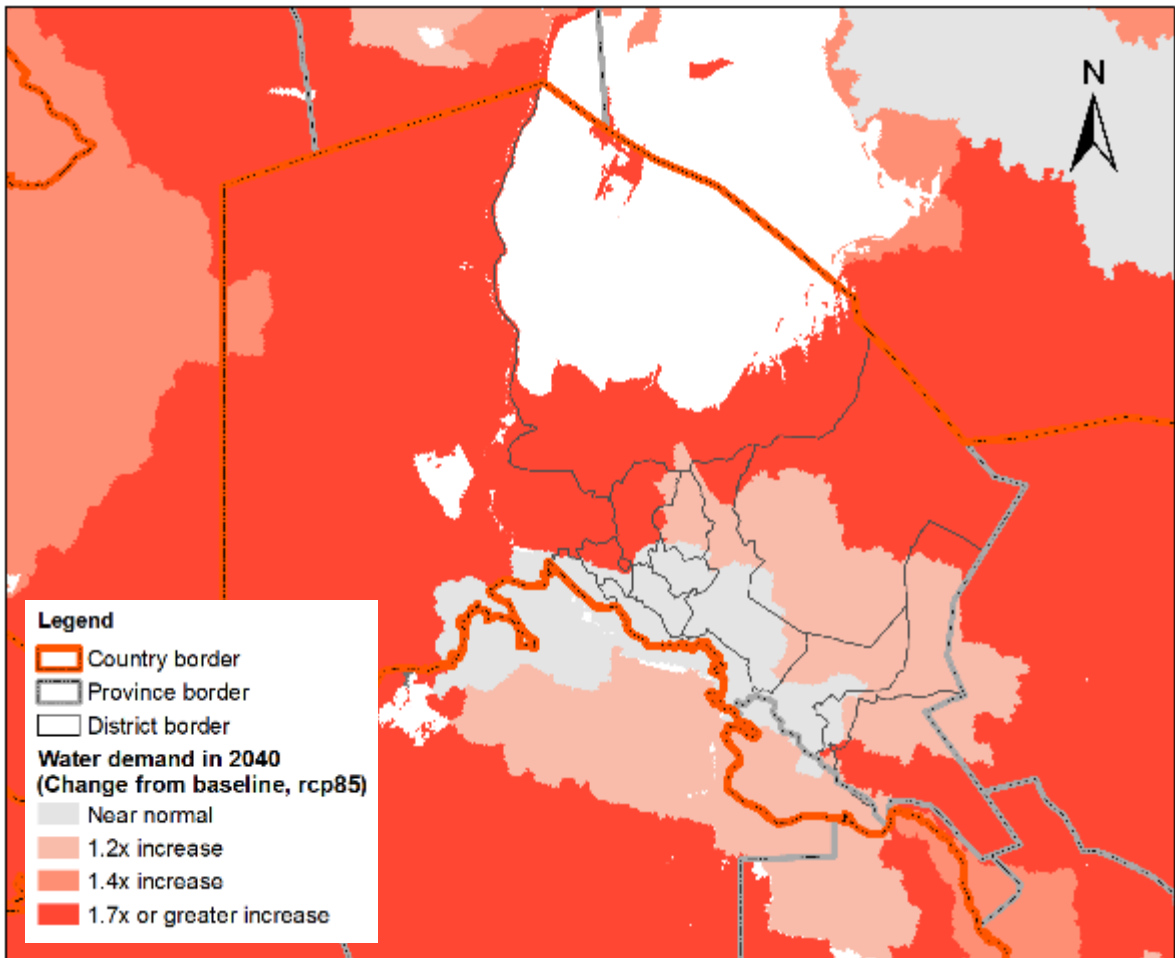 N
Legend
Country border
Province border
District border
Water demand in 2040
(Change from baseline, rcp85)
Near normal
1.2x increase
1.4x increase
1.7x or greater increase